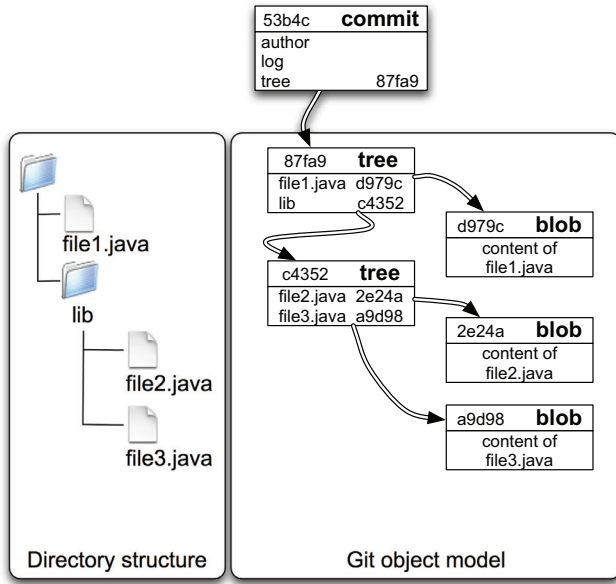 53b4c commit
author
log
tree 87fa9
file1.java
lib
file2.java
file3.java
Directory structure
87fa9 tree
file1.java d979c
lib c4352
d979c blob
content of
file1.java
c4352 tree
file2.java 2e24a
file3.java a9d98
2e24a blob
content of
file2.java
a9d98 blob
content of
file3.java
Git object model